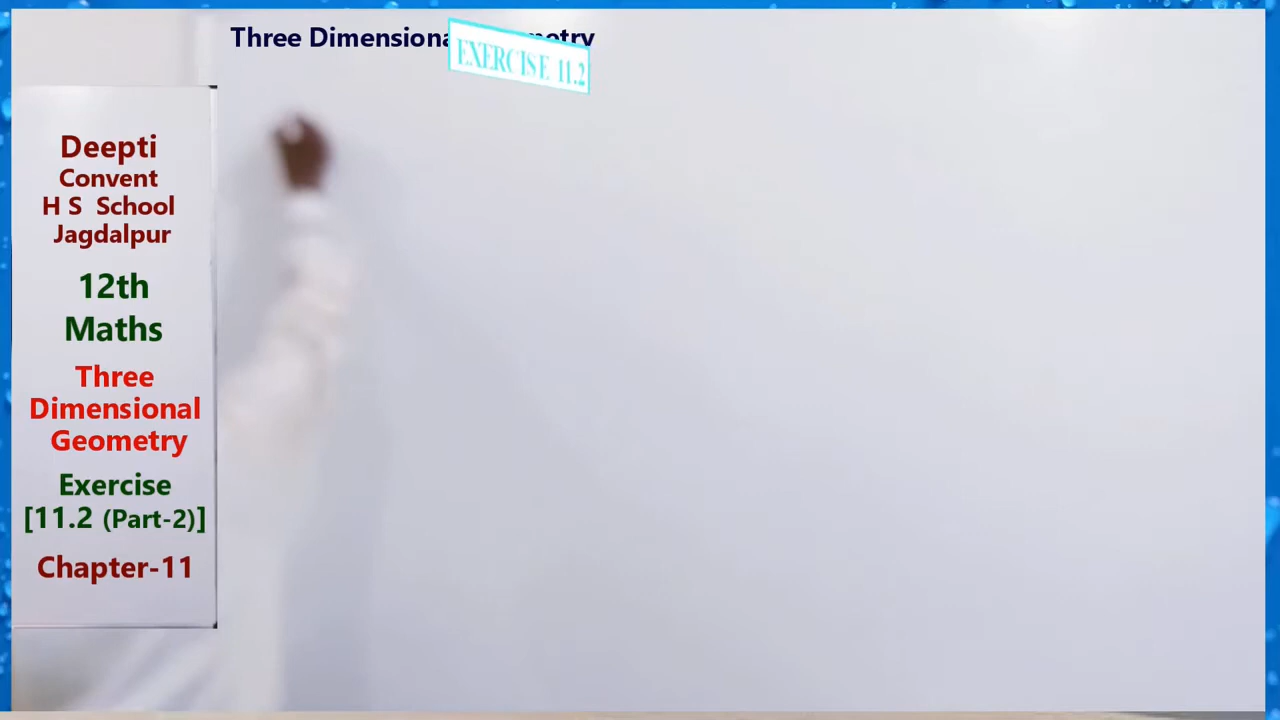 Three Dimensiona etry
EXERCISE 11.2
Deepti
Convent
H S School
Jagdalpur
12th
Maths
Three
Dimensional
Geometry
Exercise
[11.2 (Part-2)]
Chapter-11